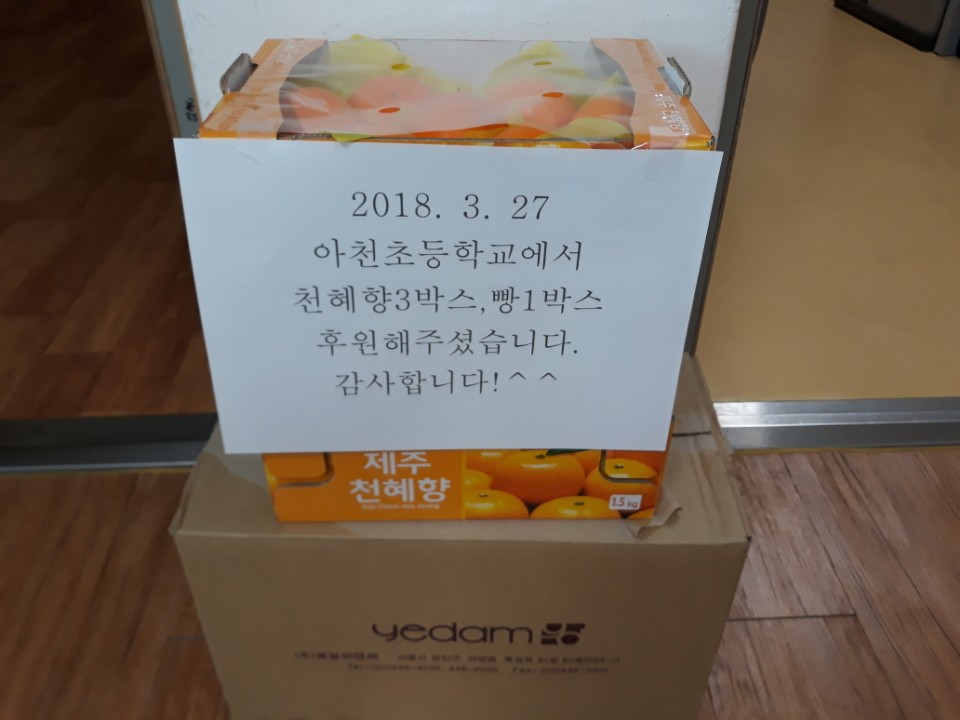 2018. 3. 27
아천초등학교에서
천혜향3박스,빵1박스
후원해주셨습니다.
감사합니다!^^
제주
천혜향
1.5kg
yedam